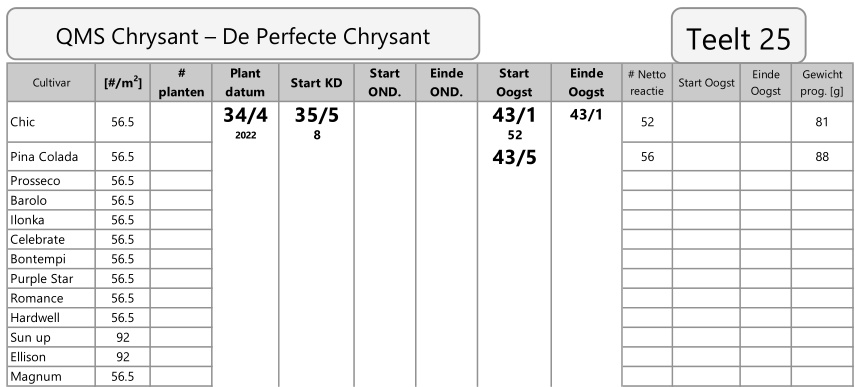 QMS Chrysant – De Perfecte Chrysant
Teelt 25
Cultivar [#/m²] # planten Plant datum Start KD Start OND. Einde OND. Start Oogst Einde Oogst # Netto reactie Start Oogst Einde Oogst Gewicht prog. [g]
Chic 56.5 34/4 35/5 43/1 43/1 52 81
2022 8 52
Pina Colada 56.5 43/5 56 88
Prosseco 56.5
Barolo 56.5
Ilonka 56.5
Celebrate 56.5
Bontempi 56.5
Purple Star 56.5
Romance 56.5
Hardwell 56.5
Sun up 92
Ellison 92
Magnum 56.5